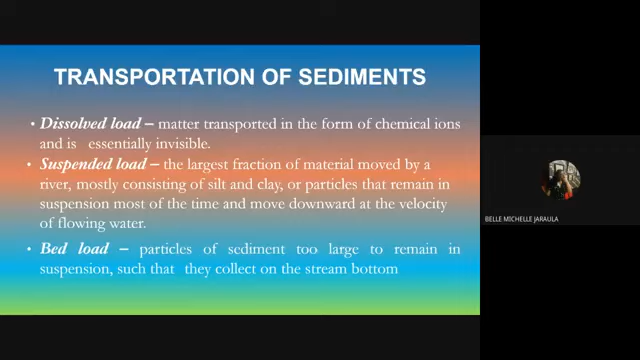 TRANSPORTATION OF SEDIMENTS
• Dissolved load – matter transported in the form of chemical ions
and is essentially invisible.
• Suspended load – the largest fraction of material moved by a
river, mostly consisting of silt and clay, or particles that remain in
suspension most of the time and move downward at the velocity
of flowing water.
• Bed load – particles of sediment too large to remain in
suspension, such that they collect on the stream bottom
BELLE MICHELLE JARAULA